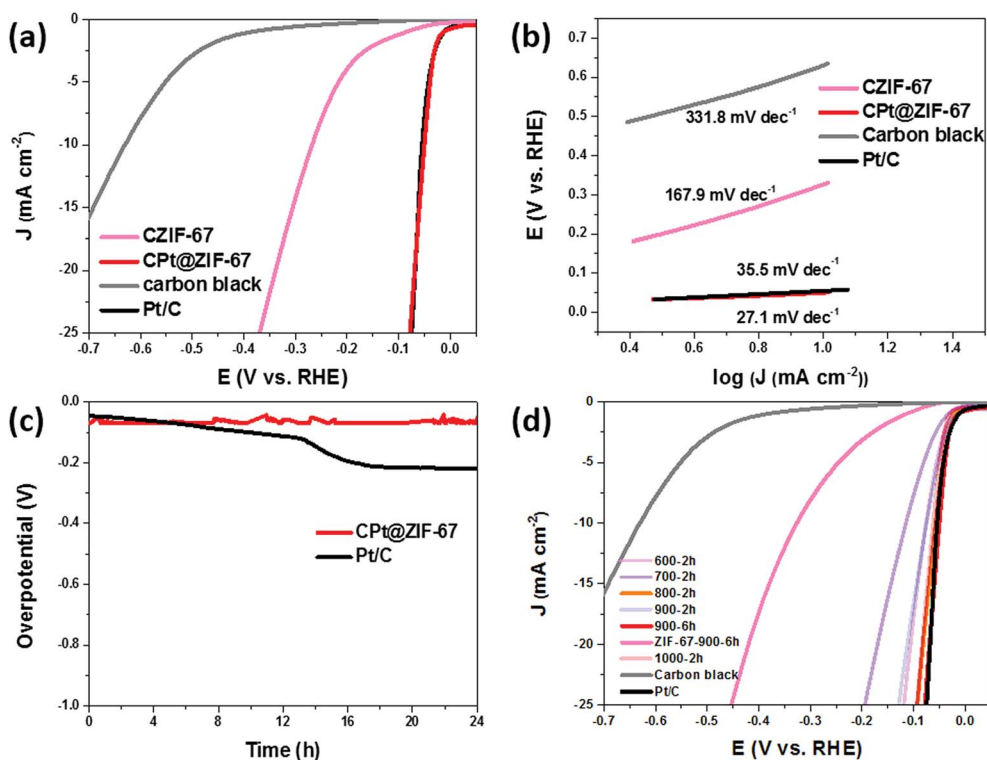 (a)
0
-5
-10
-15
-20
-25
J (mA cm⁻²)
CZIF-67
CPt@ZIF-67
carbon black
Pt/C
-0.7 -0.6 -0.5 -0.4 -0.3 -0.2 -0.1 0.0
E (V vs. RHE)
(b)
0.7
0.6
0.5
0.4
0.3
0.2
0.1
0.0
E (V vs. RHE)
CZIF-67
CPt@ZIF-67
Carbon black
Pt/C
331.8 mV dec⁻¹
167.9 mV dec⁻¹
35.5 mV dec⁻¹
27.1 mV dec⁻¹
0.4 0.6 0.8 1.0 1.2 1.4
log (J (mA cm⁻²))
(c)
0.0
-0.2
-0.4
-0.6
-0.8
-1.0
Overpotential (V)
CPt@ZIF-67
Pt/C
0 4 8 12 16 20 24
Time (h)
(d)
0
-5
-10
-15
-20
-25
J (mA cm⁻²)
600-2h
700-2h
800-2h
900-2h
900-6h
ZIF-67-900-6h
1000-2h
Carbon black
Pt/C
-0.7 -0.6 -0.5 -0.4 -0.3 -0.2 -0.1 0.0
E (V vs. RHE)